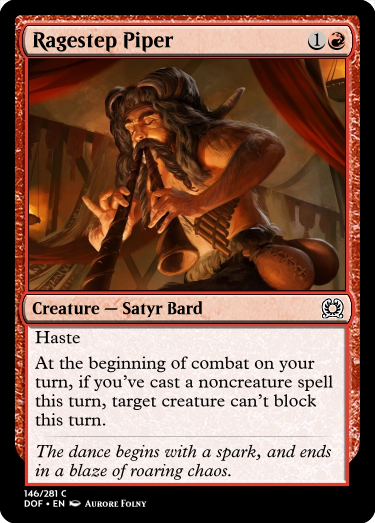 Ragestep Piper 1
Creature — Satyr Bard
Haste
At the beginning of combat on your
turn, if you've cast a noncreature spell
this turn, target creature can't block
this turn.
The dance begins with a spark, and ends
in a blaze of roaring chaos.
146/281 C
DOF • EN Aurore Folny